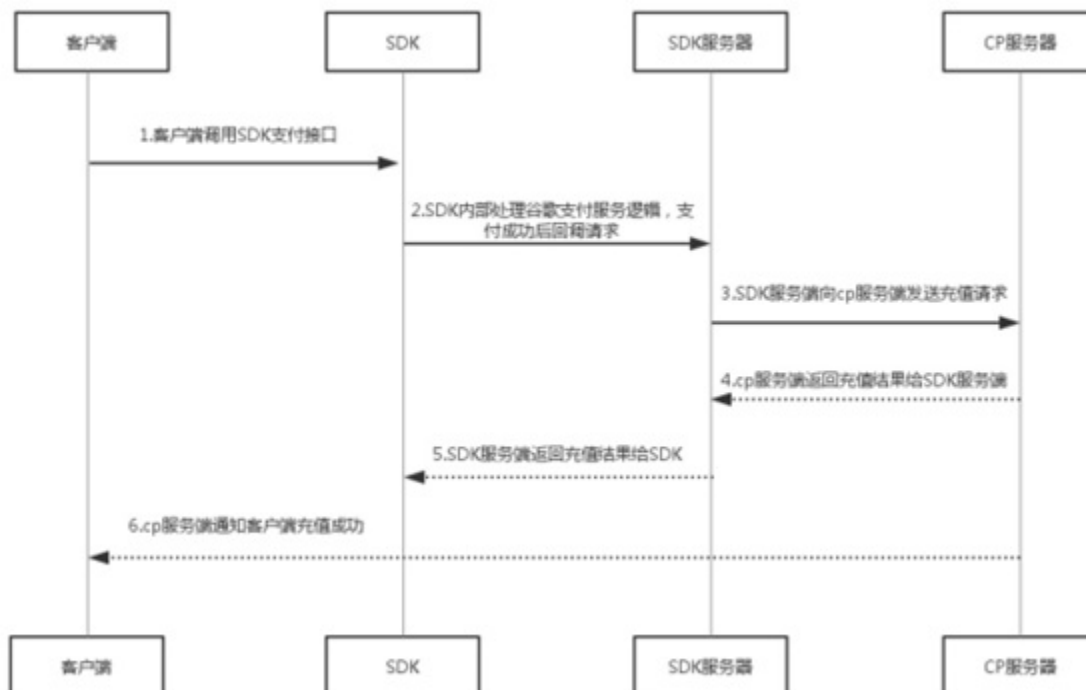 客户端
SDK
SDK服务器
CP服务器
1.客户端调用SDK支付接口
2.SDK内部处理谷歌支付服务逻辑，支
付成功后回调请求
3.SDK服务端向cp服务端发送充值请求
4.cp服务端返回充值结果给SDK服务端
5.SDK服务端返回充值结果给SDK
6.cp服务端通知客户端充值成功
客户端
SDK
SDK服务器
CP服务器